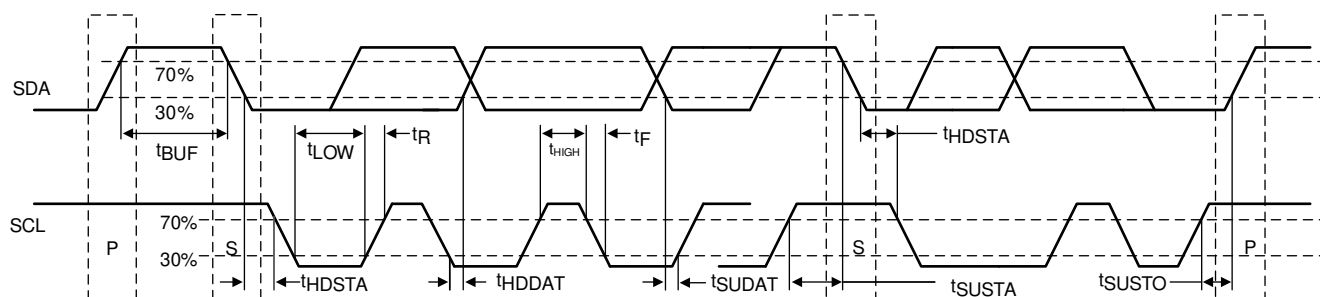 70%
SDA
30%
tBUF
tLOW
tR
tHIGH
tF
tHDSTA
SCL
70%
P
S
30%
S
P
tHDSTA
tHDDAT
tSUDAT
tSUSTA
tSUSTO